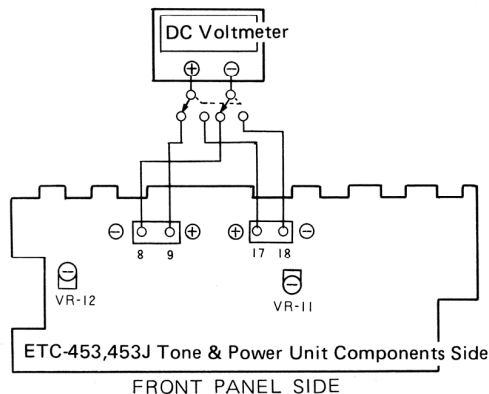 DC Voltmeter
⊕ ⊖
⊖ ⊕ ⊕ ⊖
8 9 17 18
VR-12 VR-11
ETC-453,453J Tone & Power Unit Components Side
FRONT PANEL SIDE